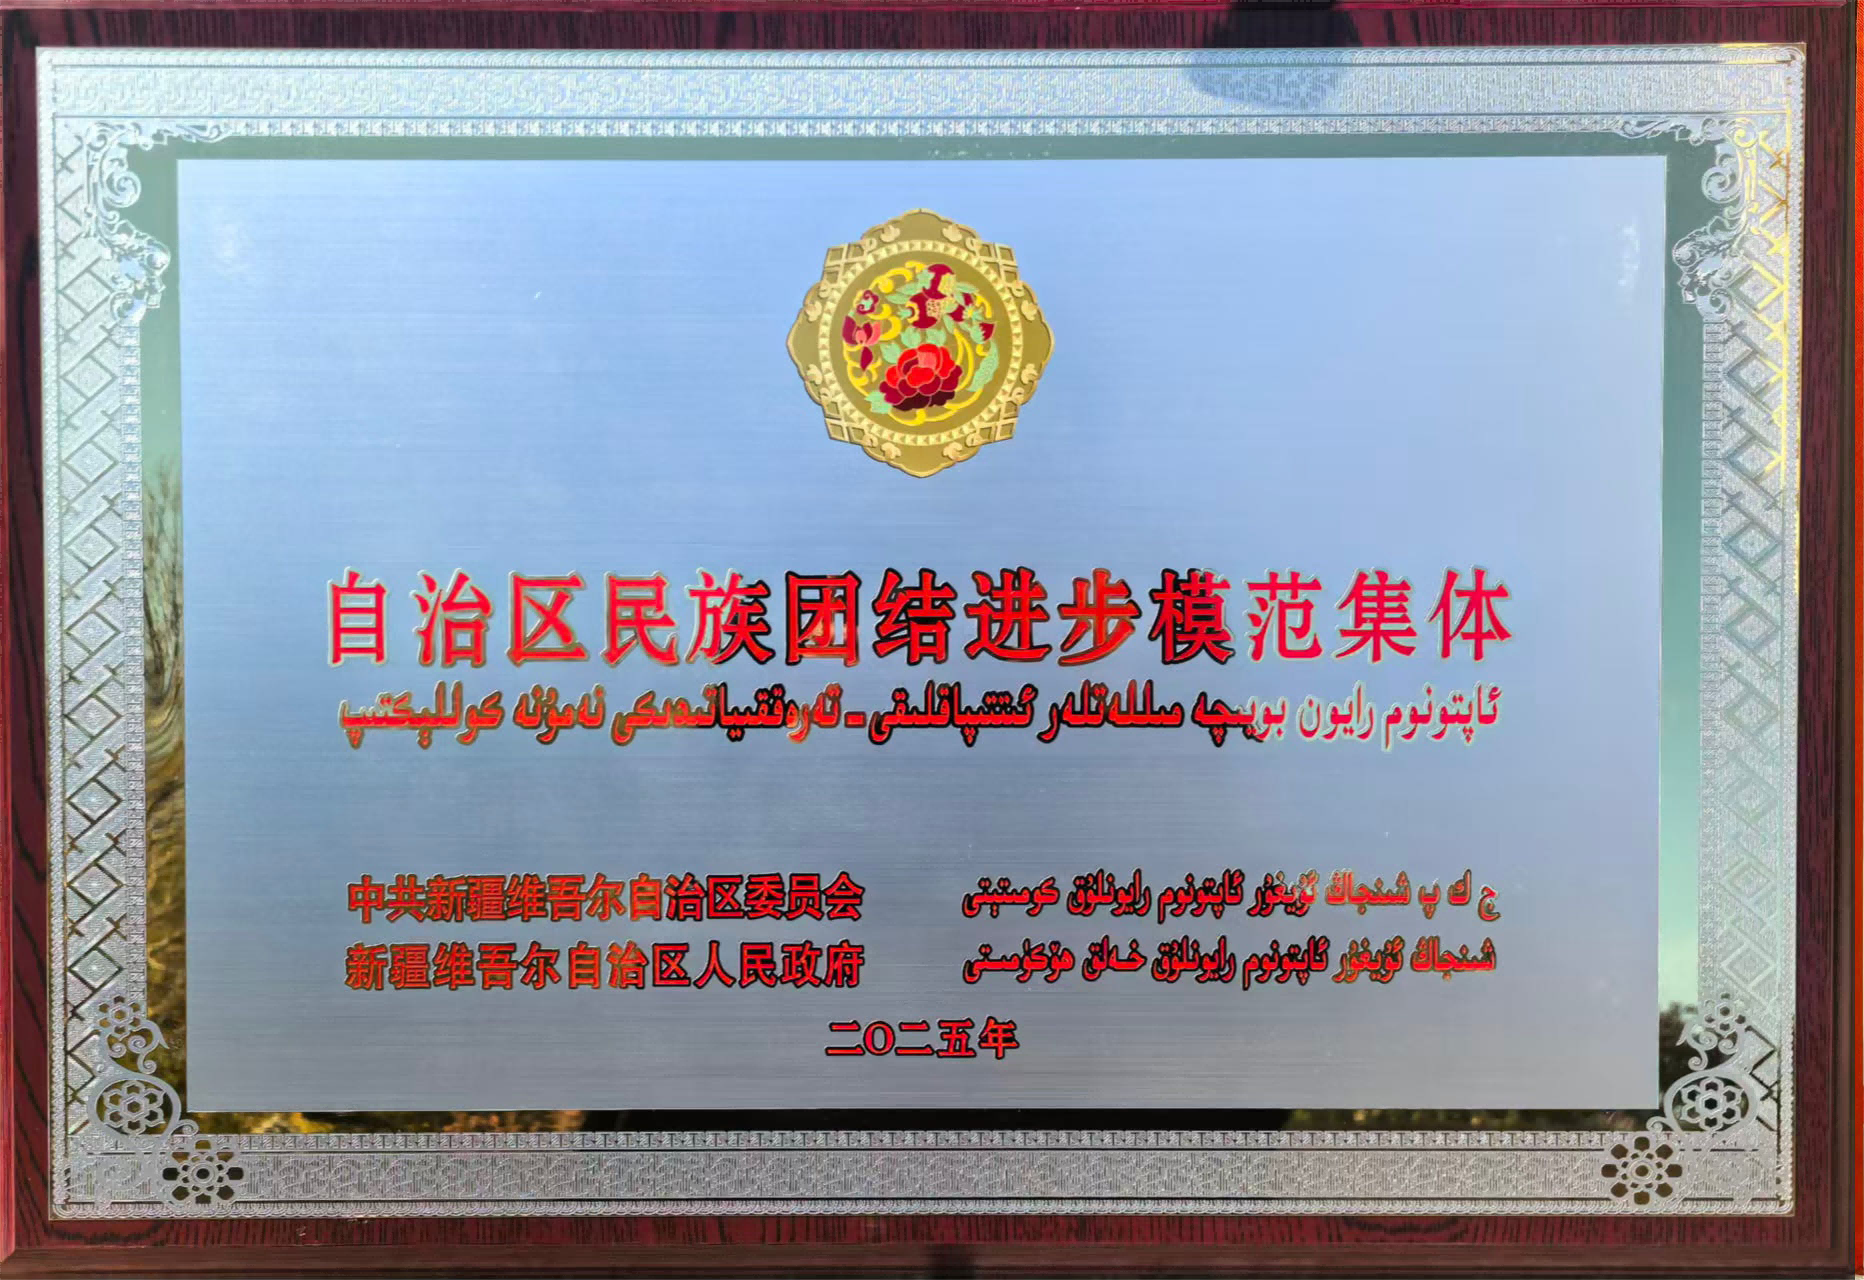 自治区民族团结进步模范集体
ئاپتونوم رايون بويىچە مىللەتلەر ئىتتىپاقلىقى - تەرەققىياتىدىكى نەمۇنە كوللېكتىپ
中共新疆维吾尔自治区委员会
ج ك پ شىنجاڭ ئۇيغۇر ئاپتونوم رايونلۇق كومىتېتى
新疆维吾尔自治区人民政府
شىنجاڭ ئۇيغۇر ئاپتونوم رايونلۇق خەلق ھۆكۈمىتى
二〇二五年